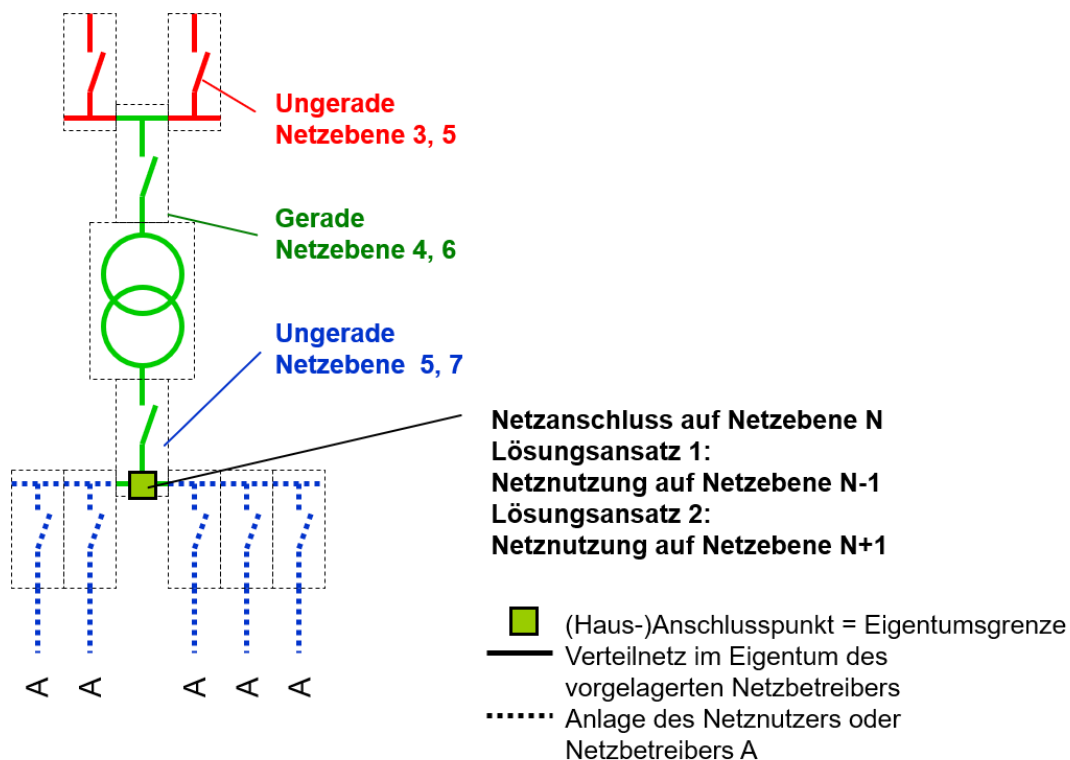 Ungerade
Netzebene 3, 5
Gerade
Netzebene 4, 6
Ungerade
Netzebene  5, 7
Netzanschluss auf Netzebene N
Lösungsansatz 1:
Netznutzung auf Netzebene N-1
Lösungsansatz 2:
Netznutzung auf Netzebene N+1
(Haus-)Anschlusspunkt = Eigentumsgrenze
Verteilnetz im Eigentum des
vorgelagerten Netzbetreibers
Anlage des Netznutzers oder
Netzbetreibers A
A A A A A